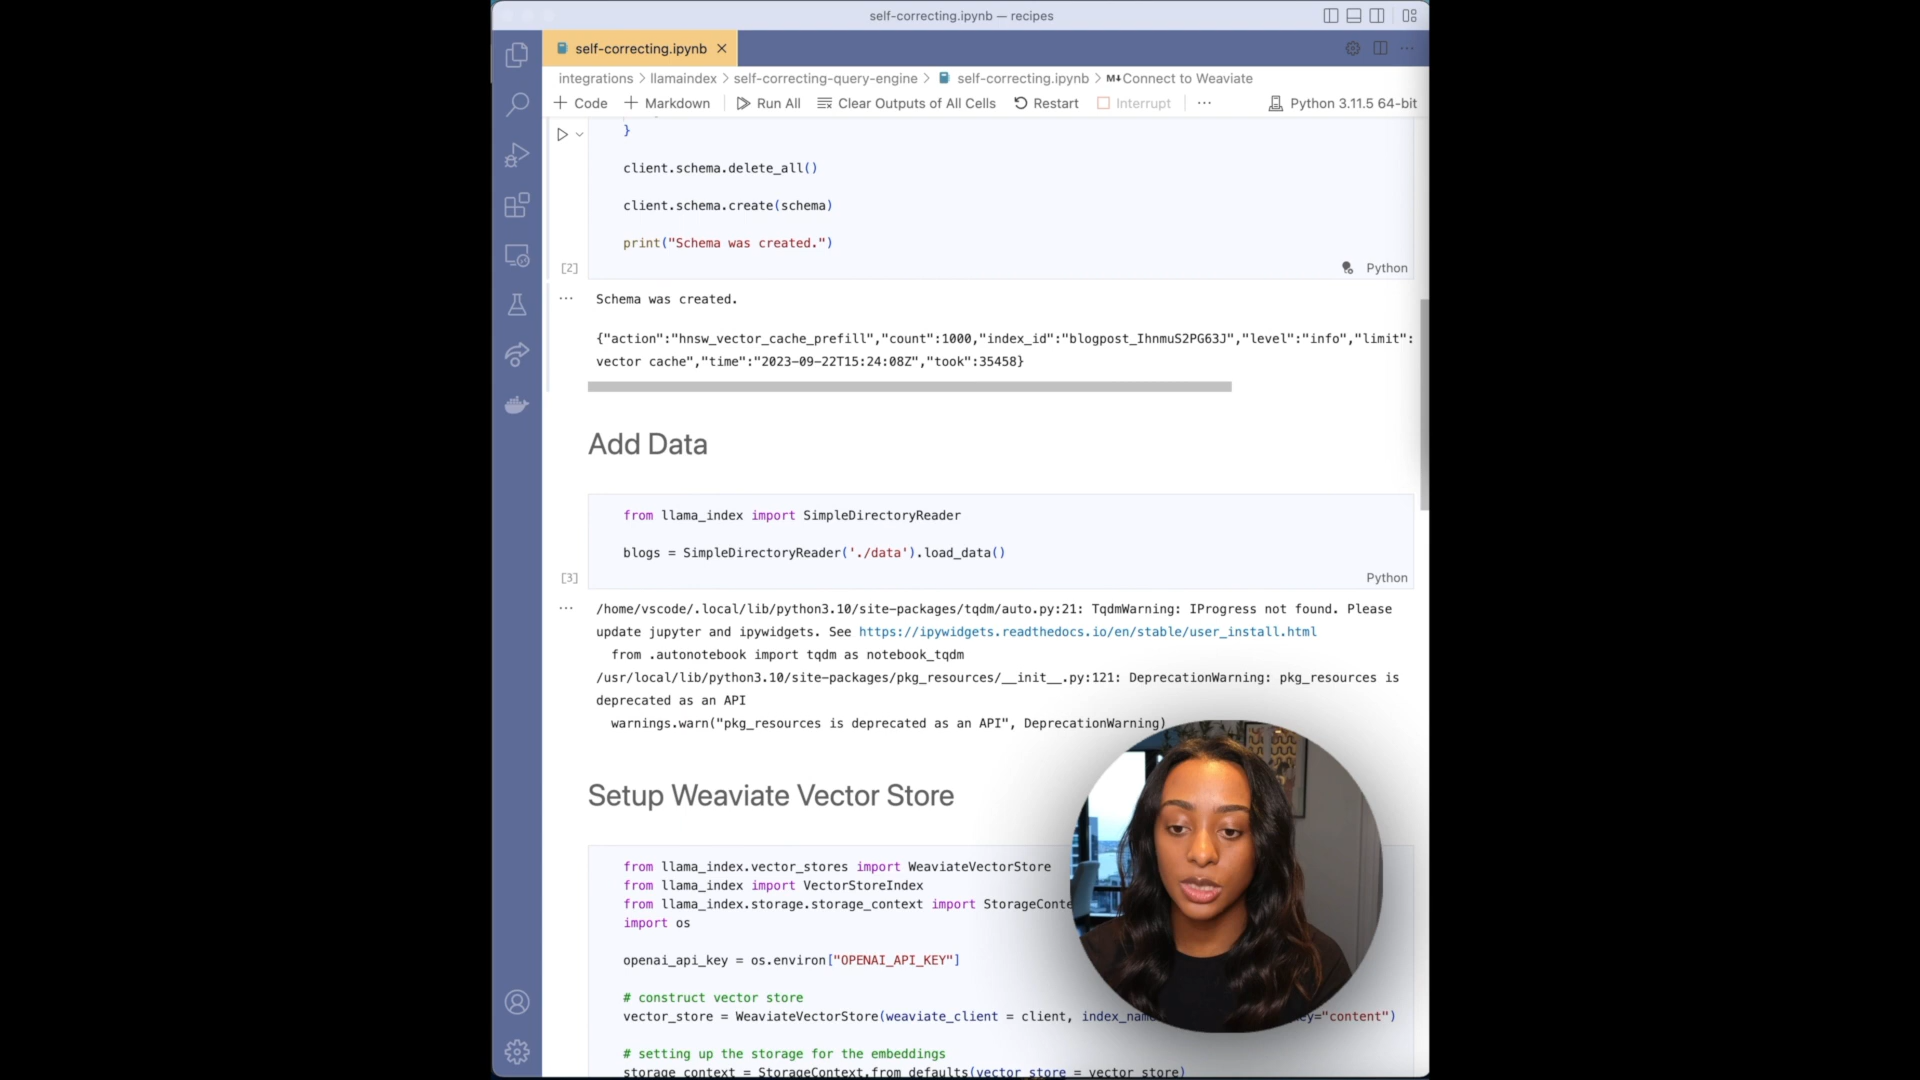 self-correcting.ipynb — recipes
self-correcting.ipynb
integrations > llamaindex > self-correcting-query-engine > self-correcting.ipynb > M↓Connect to Weaviate
+ Code + Markdown Run All Clear Outputs of All Cells Restart Interrupt ... Python 3.11.5 64-bit
}
client.schema.delete_all()
client.schema.create(schema)
print("Schema was created.")
[2]
Python
... Schema was created.
{"action":"hnsw_vector_cache_prefill","count":1000,"index_id":"blogpost_IhnmuS2PG63J","level":"info","limit":
vector cache","time":"2023-09-22T15:24:08Z","took":35458}
Add Data
from llama_index import SimpleDirectoryReader
blogs = SimpleDirectoryReader('./data').load_data()
[3]
Python
... /home/vscode/.local/lib/python3.10/site-packages/tqdm/auto.py:21: TqdmWarning: IProgress not found. Please
update jupyter and ipywidgets. See https://ipywidgets.readthedocs.io/en/stable/user_install.html
from .autonotebook import tqdm as notebook_tqdm
/usr/local/lib/python3.10/site-packages/pkg_resources/__init__.py:121: DeprecationWarning: pkg_resources is
deprecated as an API
warnings.warn("pkg_resources is deprecated as an API", DeprecationWarning)
Setup Weaviate Vector Store
from llama_index.vector_stores import WeaviateVectorStore
from llama_index import VectorStoreIndex
from llama_index.storage.storage_context import StorageConte
import os
openai_api_key = os.environ["OPENAI_API_KEY"]
# construct vector store
vector_store = WeaviateVectorStore(weaviate_client = client, index_name ey="content")
# setting up the storage for the embeddings
storage_context = StorageContext.from_defaults(vector_store = vector_store)